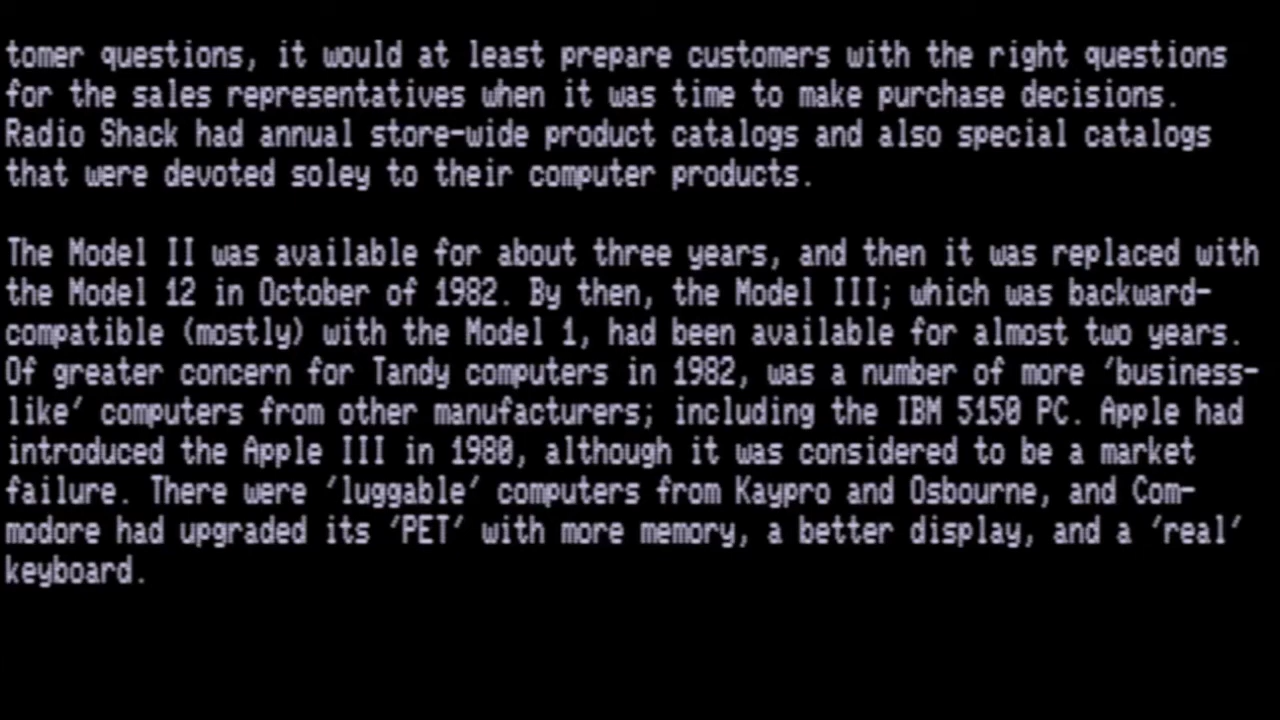 tomer questions, it would at least prepare customers with the right questions
for the sales representatives when it was time to make purchase decisions.
Radio Shack had annual store-wide product catalogs and also special catalogs
that were devoted soley to their computer products.

The Model II was available for about three years, and then it was replaced with
the Model 12 in October of 1982. By then, the Model III; which was backward-
compatible (mostly) with the Model 1, had been available for almost two years.
Of greater concern for Tandy computers in 1982, was a number of more 'business-
like' computers from other manufacturers; including the IBM 5150 PC. Apple had
introduced the Apple III in 1980, although it was considered to be a market
failure. There were 'luggable' computers from Kaypro and Osbourne, and Com-
modore had upgraded its 'PET' with more memory, a better display, and a 'real'
keyboard.